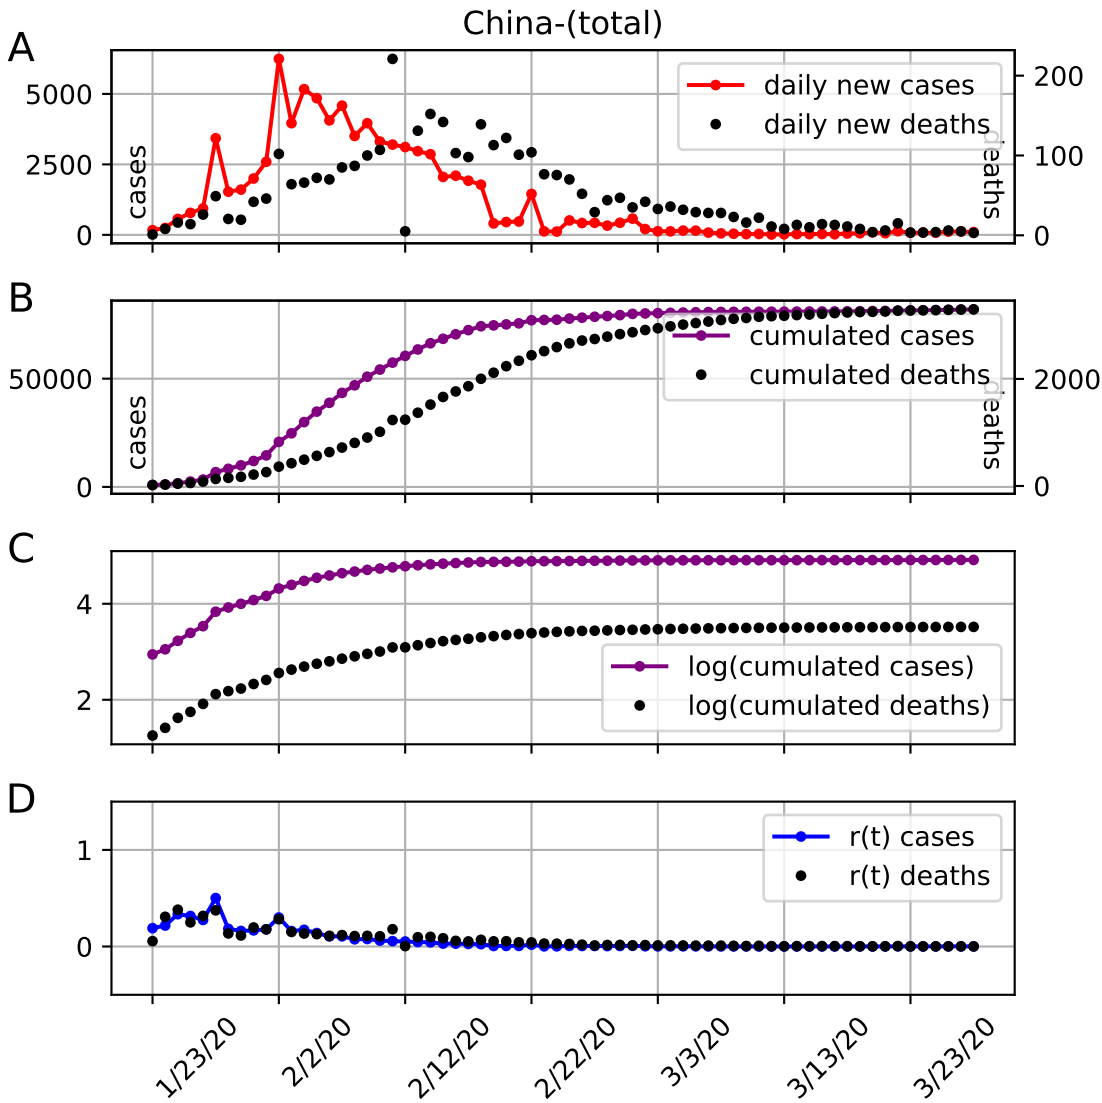 China-(total)
A
5000
2500
0
cases
daily new cases
daily new deaths
200
100
0
deaths
B
50000
0
cases
cumulated cases
cumulated deaths
2000
0
deaths
C
4
2
log(cumulated cases)
log(cumulated deaths)
D
1
0
r(t) cases
r(t) deaths
1/23/20
2/2/20
2/12/20
2/22/20
3/3/20
3/13/20
3/23/20